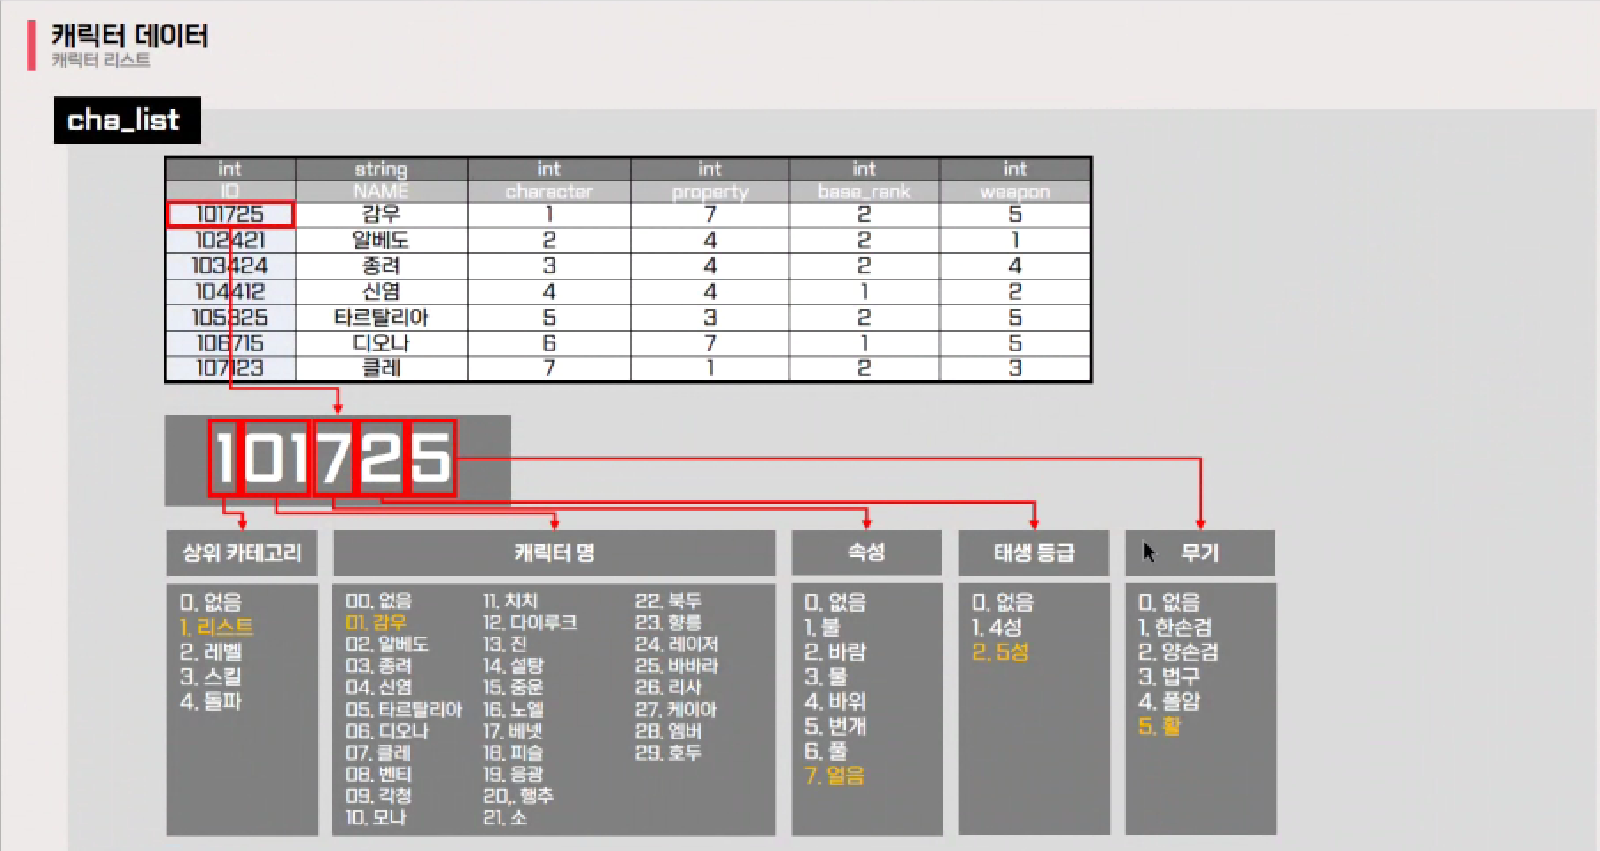 캐릭터 데이터
캐릭터 리스트
cha_list
int string int int int int
ID NAME character property base_rank weapon
101725 감우 1 7 2 5
102421 알베도 2 4 2 1
103424 종려 3 4 2 4
104412 신염 4 4 1 2
105325 타르탈리아 5 3 2 5
106715 디오나 6 7 1 5
107123 클레 7 1 2 3
101725
상위 카테고리
0. 없음
1. 리스트
2. 레벨
3. 스킬
4. 돌파
캐릭터 명
00. 없음
01. 감우
02. 알베도
03. 종려
04. 신염
05. 타르탈리아
06. 디오나
07. 클레
08. 벤티
09. 각청
10. 모나
11. 치치
12. 다이루크
13. 진
14. 설탕
15. 중운
16. 노엘
17. 베넷
18. 피슬
19. 응광
20,. 행추
21. 소
22. 북두
23. 향릉
24. 레이저
25. 바바라
26. 리사
27. 케이아
28. 엠버
29. 호두
속성
0. 없음
1. 불
2. 바람
3. 물
4. 바위
5. 번개
6. 풀
7. 얼음
태생 등급
0. 없음
1. 4성
2. 5성
무기
0. 없음
1. 한손검
2. 양손검
3. 법구
4. 풀암
5. 활